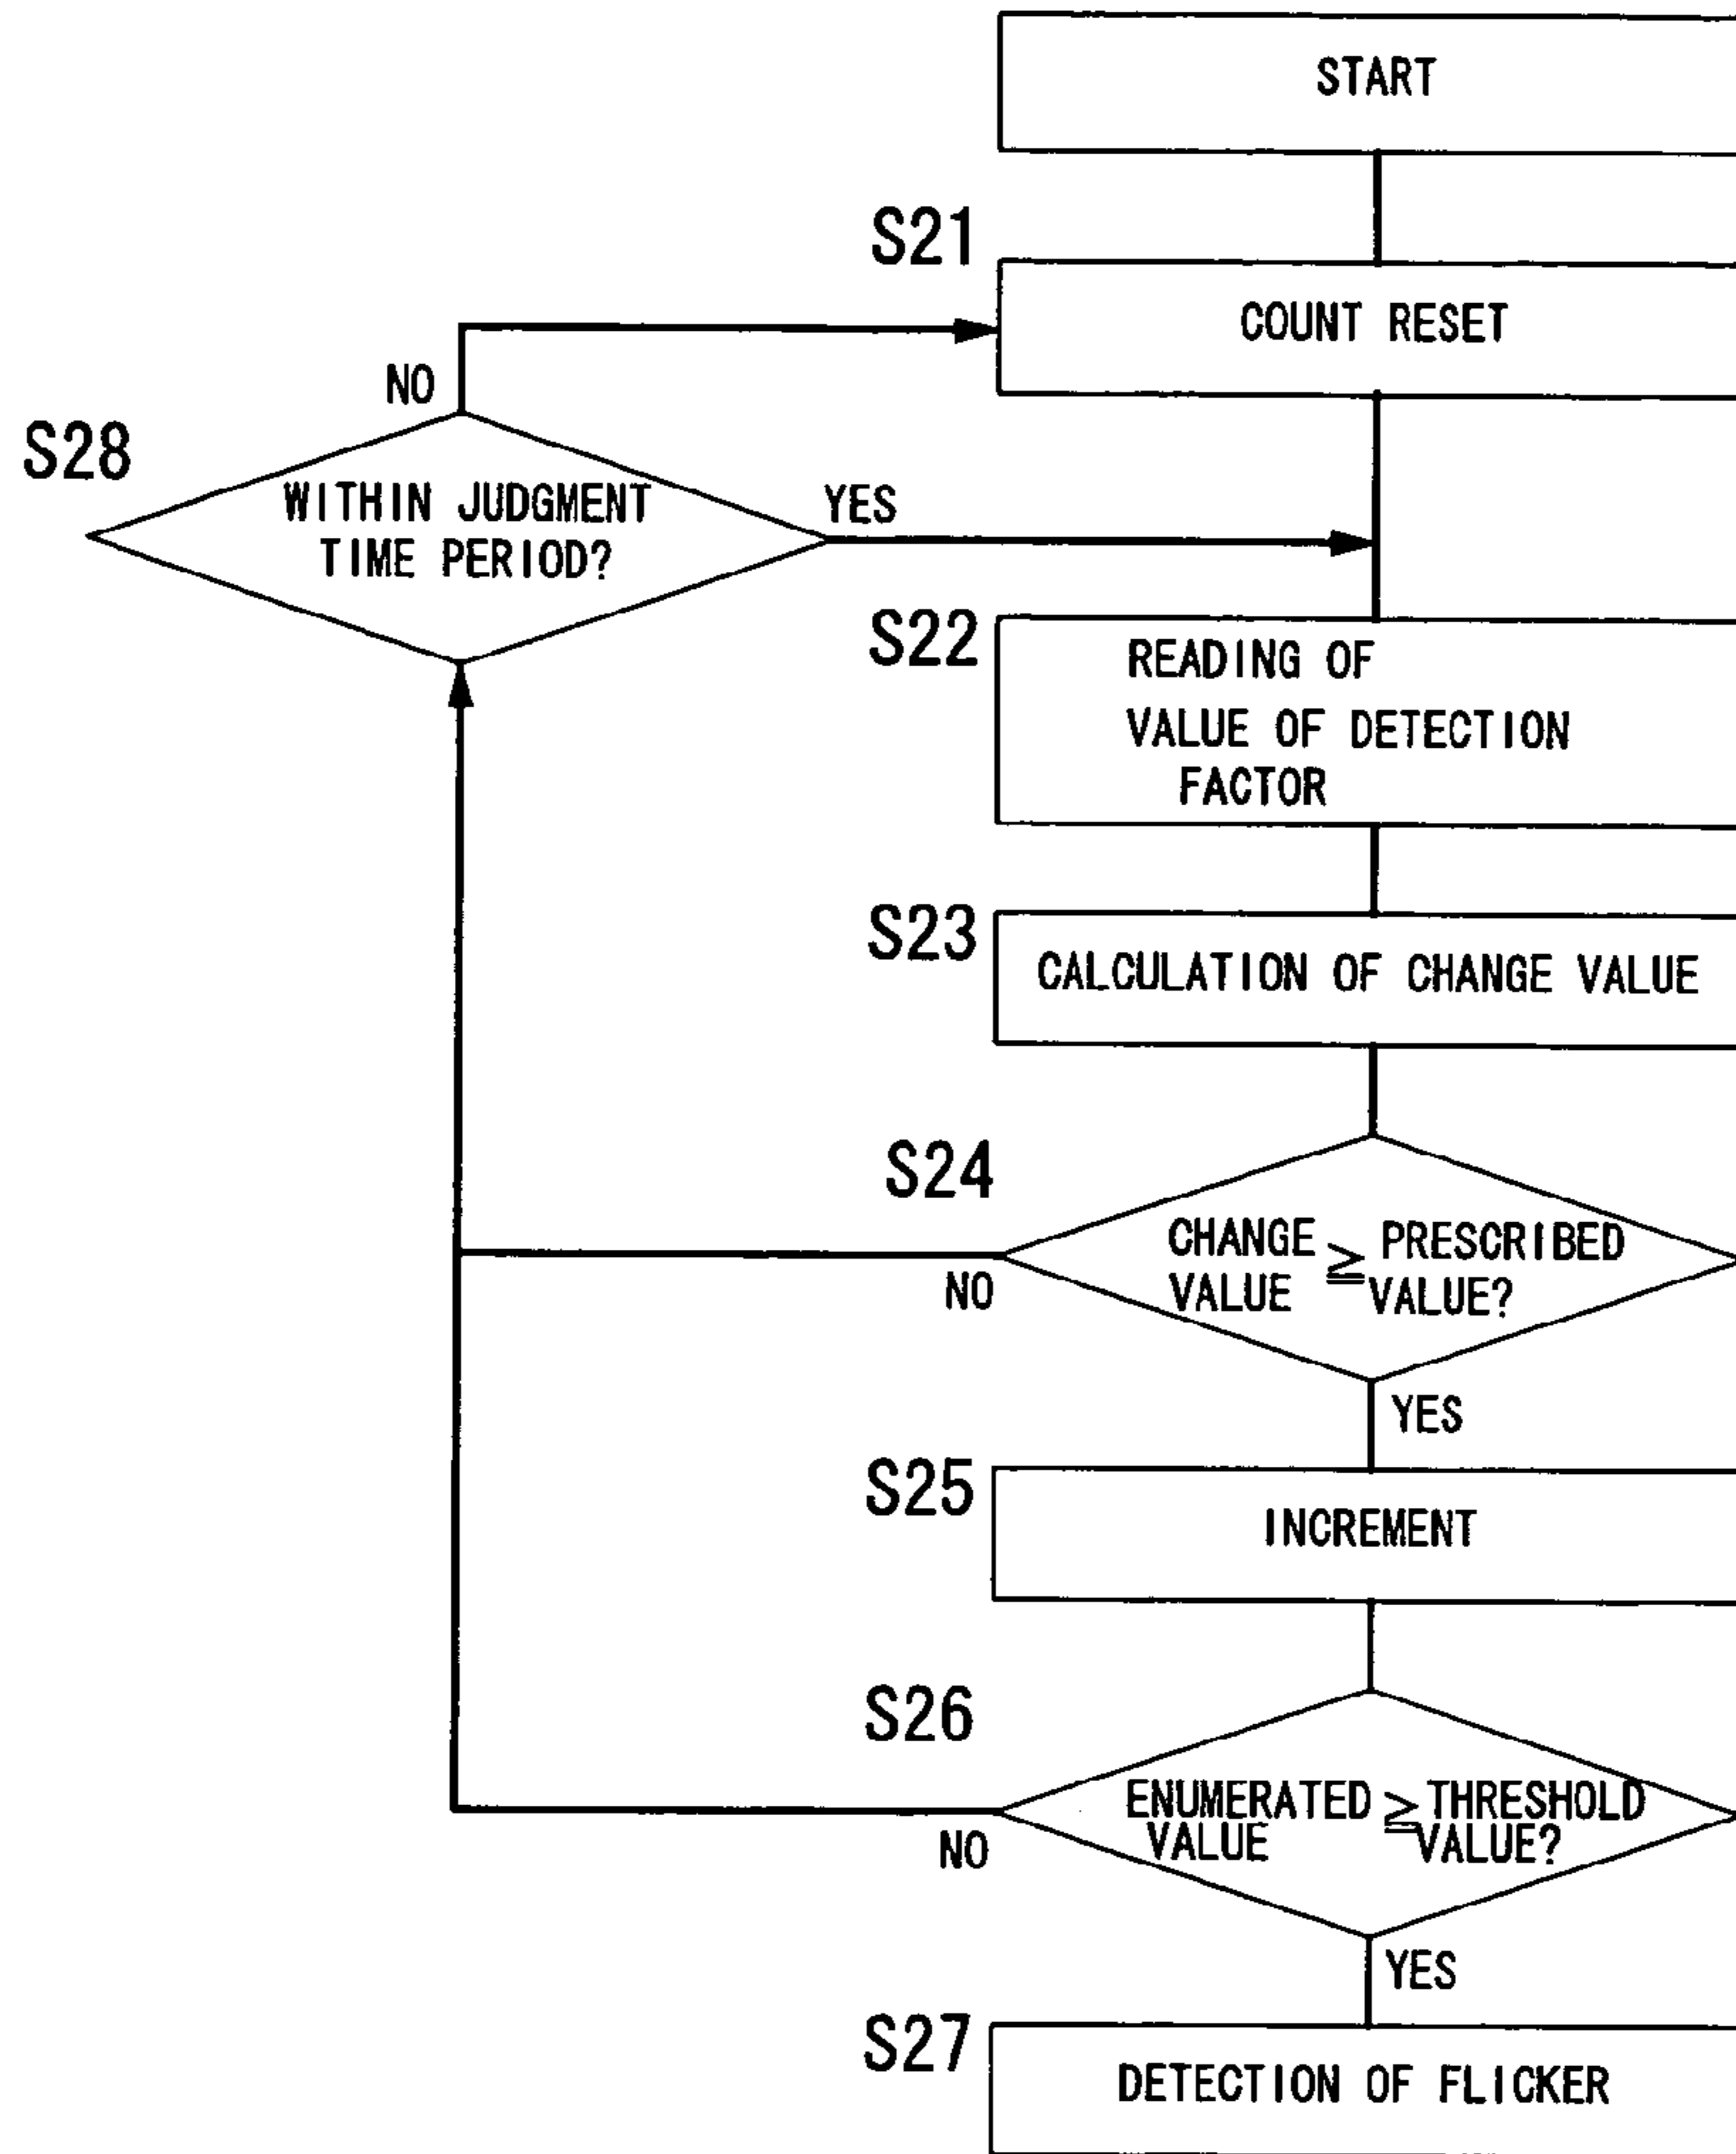 START
S21
COUNT RESET
NO
S28
WITHIN JUDGMENT
TIME PERIOD?
YES
S22
READING OF
VALUE OF DETECTION
FACTOR
S23
CALCULATION OF CHANGE VALUE
S24
CHANGE ≧ PRESCRIBED
VALUE VALUE?
NO
YES
S25
INCREMENT
S26
ENUMERATED ≧ THRESHOLD
VALUE VALUE?
NO
YES
S27
DETECTION OF FLICKER